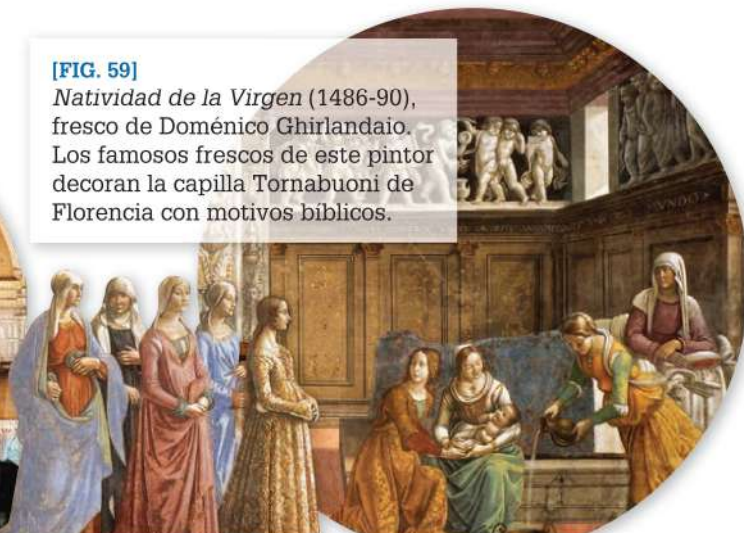 [FIG. 59]
Natividad de la Virgen (1486-90),
fresco de Doménico Ghirlandaio.
Los famosos frescos de este pintor
decoran la capilla Tornabuoni de
Florencia con motivos bíblicos.